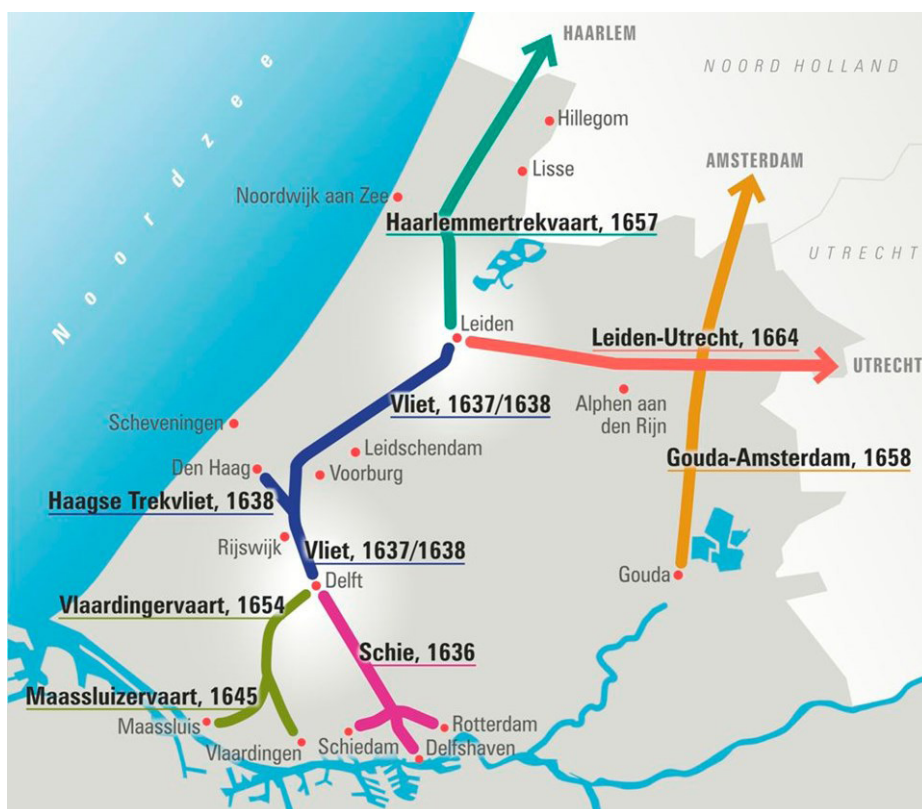 HAARLEM
NOORD HOLLAND
Noordzee
Hillegom
AMSTERDAM
Lisse
Noordwijk aan Zee
Haarlemmertrekvaart, 1657
UTRECHT
Leiden
Leiden-Utrecht, 1664
UTRECHT
Vliet, 1637/1638
Alphen aan
den Rijn
Scheveningen
Leidschendam
Den Haag
Voorburg
Gouda-Amsterdam, 1658
Haagse Trekvliet, 1638
Rijswijk
Vliet, 1637/1638
Gouda
Delft
Vlaardingervaart, 1654
Schie, 1636
Maassluizervaart, 1645
Maassluis
Rotterdam
Vlaardingen
Schiedam
Delfshaven